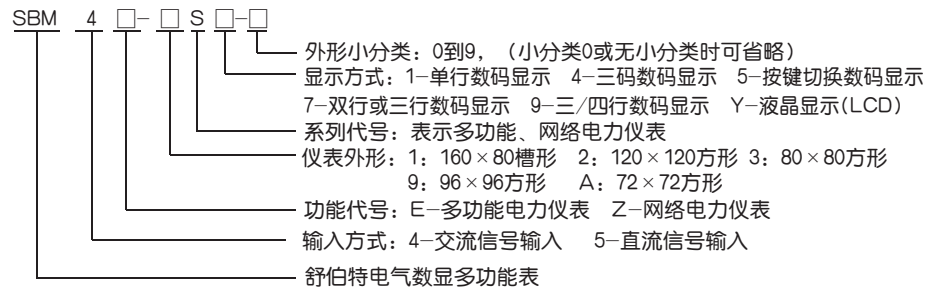 SBM 4 □-□ S □-□
外形小分类：0到9，（小分类0或无小分类时可省略）
显示方式：1-单行数码显示 4-三码数码显示 5-按键切换数码显示
7-双行或三行数码显示 9-三/四行数码显示 Y-液晶显示(LCD)
系列代号：表示多功能、网络电力仪表
仪表外形：1：160×80槽形 2：120×120方形 3：80×80方形
9：96×96方形 A：72×72方形
功能代号：E-多功能电力仪表 Z-网络电力仪表
输入方式：4-交流信号输入 5-直流信号输入
舒伯特电气数显多功能表